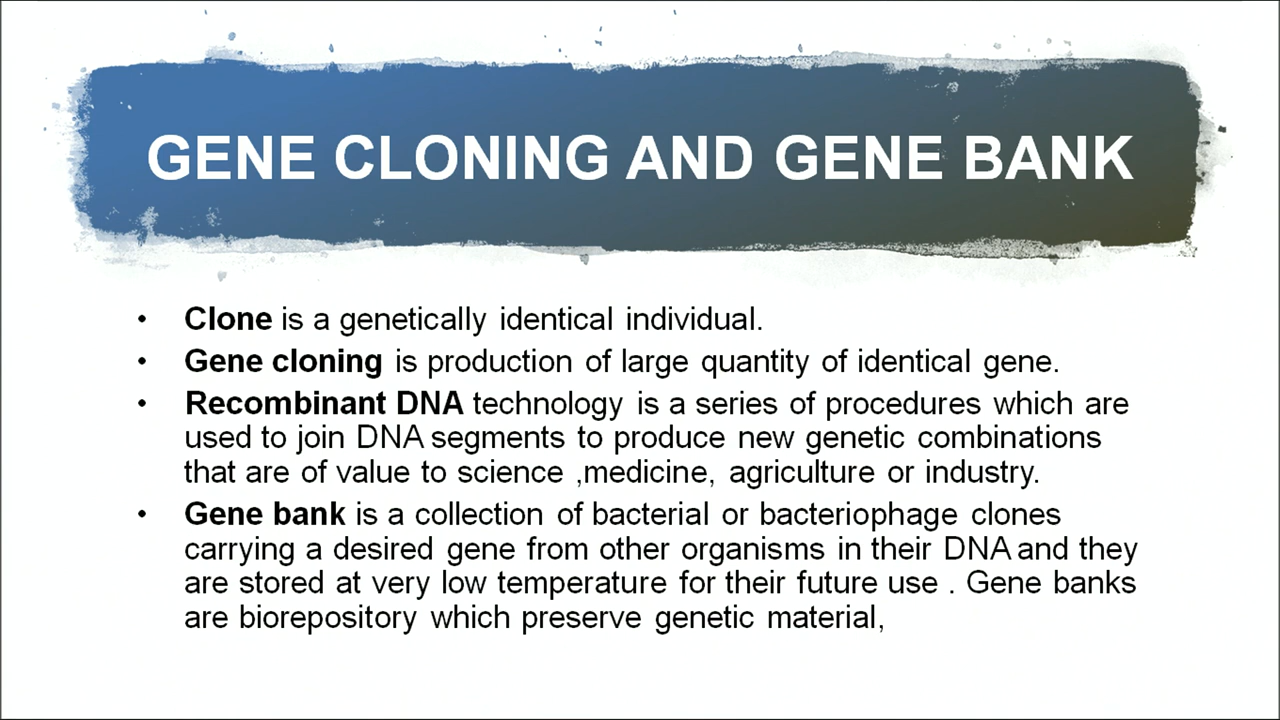 GENE CLONING AND GENE BANK
• Clone is a genetically identical individual.
• Gene cloning is production of large quantity of identical gene.
• Recombinant DNA technology is a series of procedures which are
used to join DNA segments to produce new genetic combinations
that are of value to science ,medicine, agriculture or industry.
• Gene bank is a collection of bacterial or bacteriophage clones
carrying a desired gene from other organisms in their DNA and they
are stored at very low temperature for their future use . Gene banks
are biorepository which preserve genetic material,